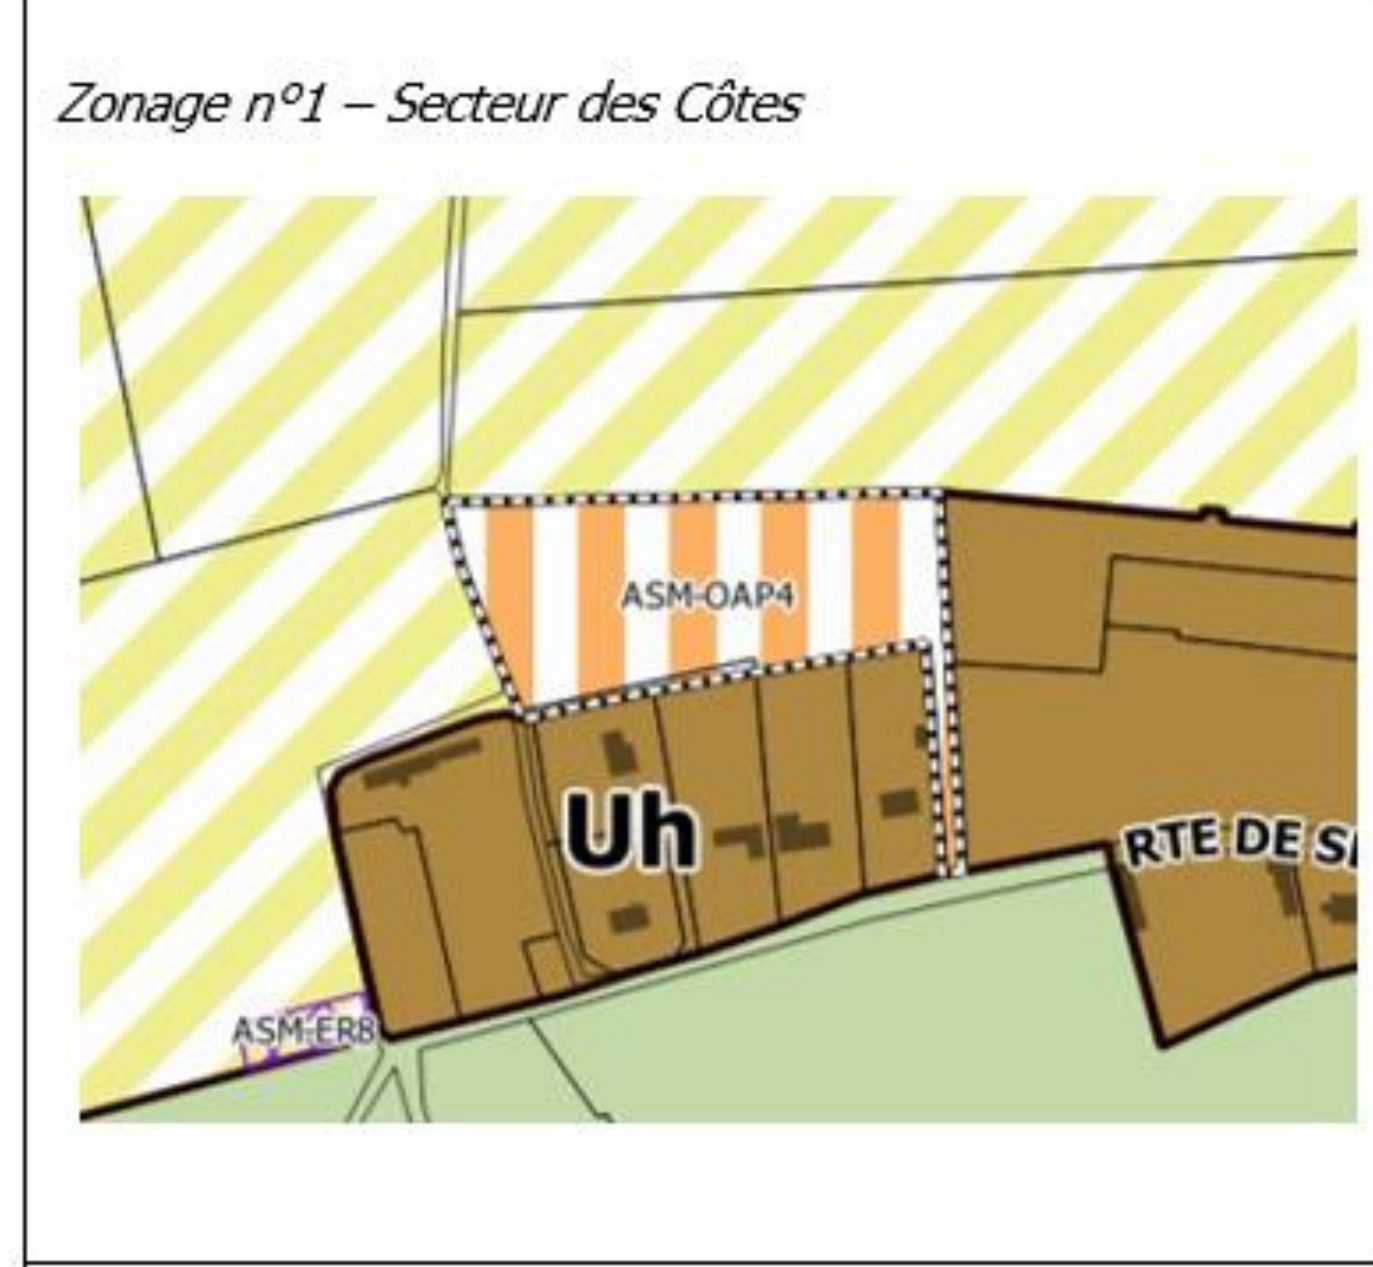 Zonage n°1 – Secteur des Côtes
ASM-OAP4
Uh
RTE DE
ASM-ER8